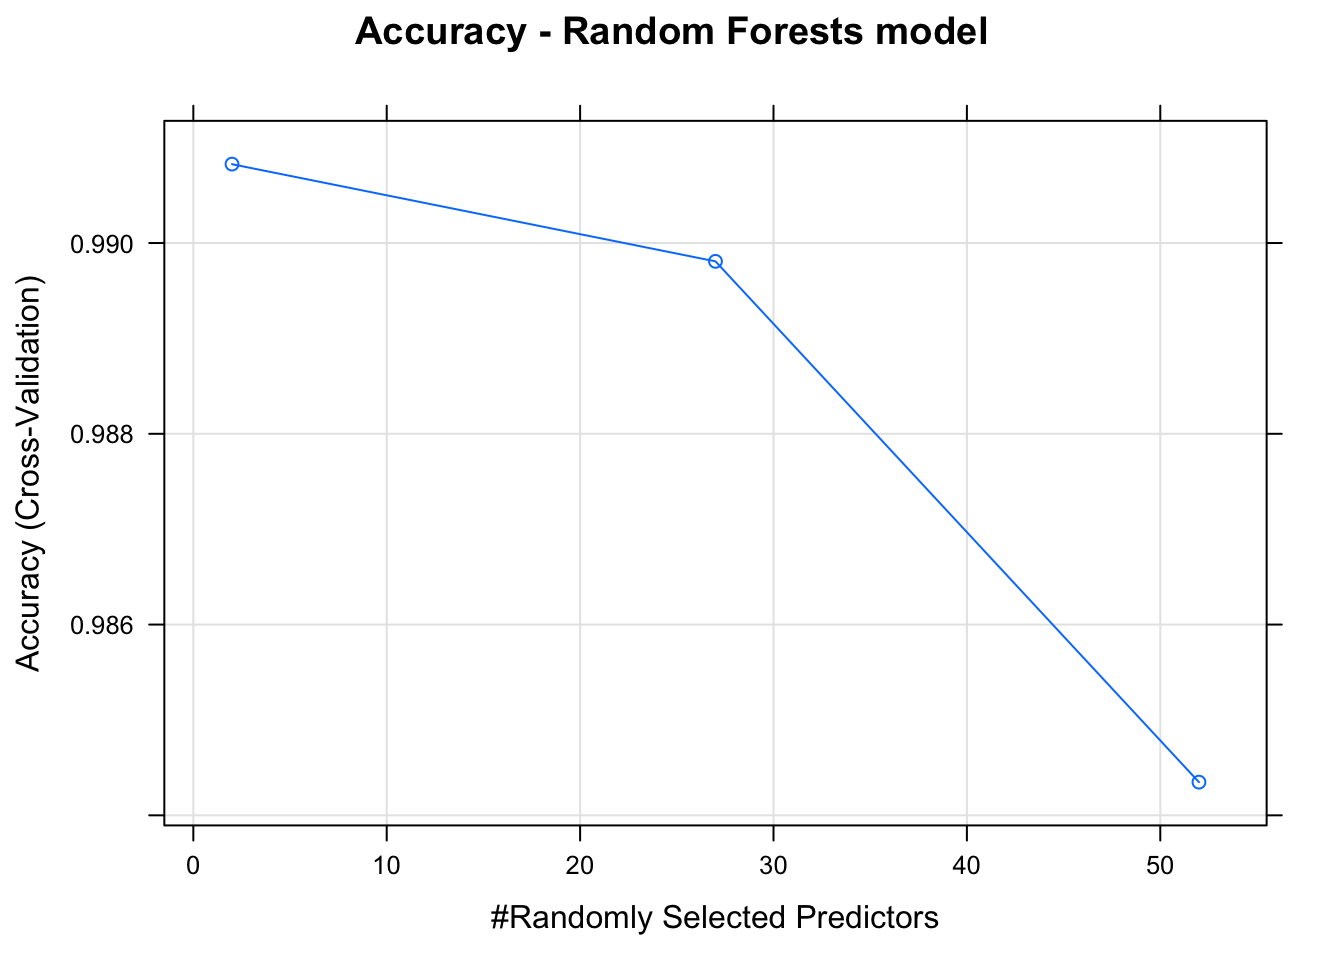 Accuracy - Random Forests model
Accuracy (Cross-Validation)
0.990
0.988
0.986
0 10 20 30 40 50
#Randomly Selected Predictors